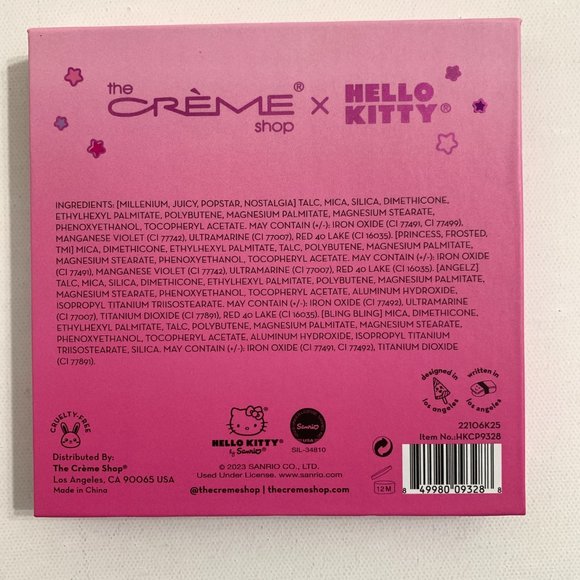 the
CRÈME® x HELLO KITTY®
shop
INGREDIENTS: [MILLENIUM, JUICY, POPSTAR, NOSTALGIA] TALC, MICA, SILICA, DIMETHICONE,
ETHYLHEXYL PALMITATE, POLYBUTENE, MAGNESIUM PALMITATE, MAGNESIUM STEARATE,
PHENOXYETHANOL, TOCOPHERYL ACETATE. MAY CONTAIN (+/-): IRON OXIDE (CI 77491, CI 77499),
MANGANESE VIOLET (CI 77742), ULTRAMARINE (CI 77007), RED 40 LAKE (CI 16035). [PRINCESS, FROSTED,
TMI] MICA, DIMETHICONE, ETHYLHEXYL PALMITATE, TALC, POLYBUTENE, MAGNESIUM PALMITATE,
MAGNESIUM STEARATE, PHENOXYETHANOL, TOCOPHERYL ACETATE. MAY CONTAIN (+/-): IRON OXIDE
(CI 77491), MANGANESE VIOLET (CI 77742), ULTRAMARINE (CI 77007), RED 40 LAKE (CI 16035). [ANGELZ]
TALC, MICA, SILICA, DIMETHICONE, ETHYLHEXYL PALMITATE, POLYBUTENE, MAGNESIUM PALMITATE,
MAGNESIUM STEARATE, PHENOXYETHANOL, TOCOPHERYL ACETATE, ALUMINUM HYDROXIDE,
ISOPROPYL TITANIUM TRIISOSTEARATE. MAY CONTAIN (+/-): IRON OXIDE (CI 77492), ULTRAMARINE
(CI 77007), TITANIUM DIOXIDE (CI 77891), RED 40 LAKE (CI 16035). [BLING BLING] MICA, DIMETHICONE,
ETHYLHEXYL PALMITATE, TALC, POLYBUTENE, MAGNESIUM PALMITATE, MAGNESIUM STEARATE,
PHENOXYETHANOL, TOCOPHERYL ACETATE, ALUMINUM HYDROXIDE, ISOPROPYL TITANIUM
TRIISOSTEARATE, SILICA. MAY CONTAIN (+/-): IRON OXIDE (CI 77491, CI 77492), TITANIUM DIOXIDE
(CI 77891).
designed in los angeles
written in los angeles
CRUELTY-FREE
HELLO KITTY®
by Sanrio®
Sanrio
USA
SIL-34810
22106K25
Item No.:HKCP9328
Distributed By:
The Crème Shop®
Los Angeles, CA 90065 USA
Made in China
© 2023 SANRIO CO., LTD.
Used Under License. www.sanrio.com
@thecremeshop | thecremeshop.com
12M
8 49980 09328 8